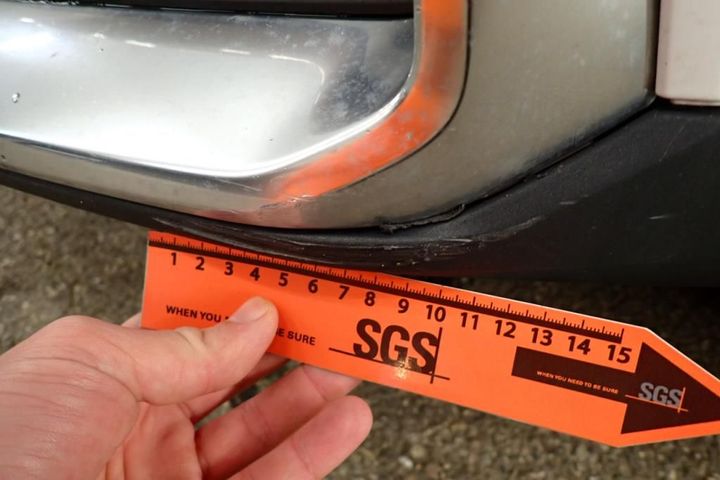 1 2 3 4 5 6 7 8 9 10 11 12 13 14 15
WHEN YOU BE SURE
SGS
WHEN YOU NEED TO BE SURE
SGS